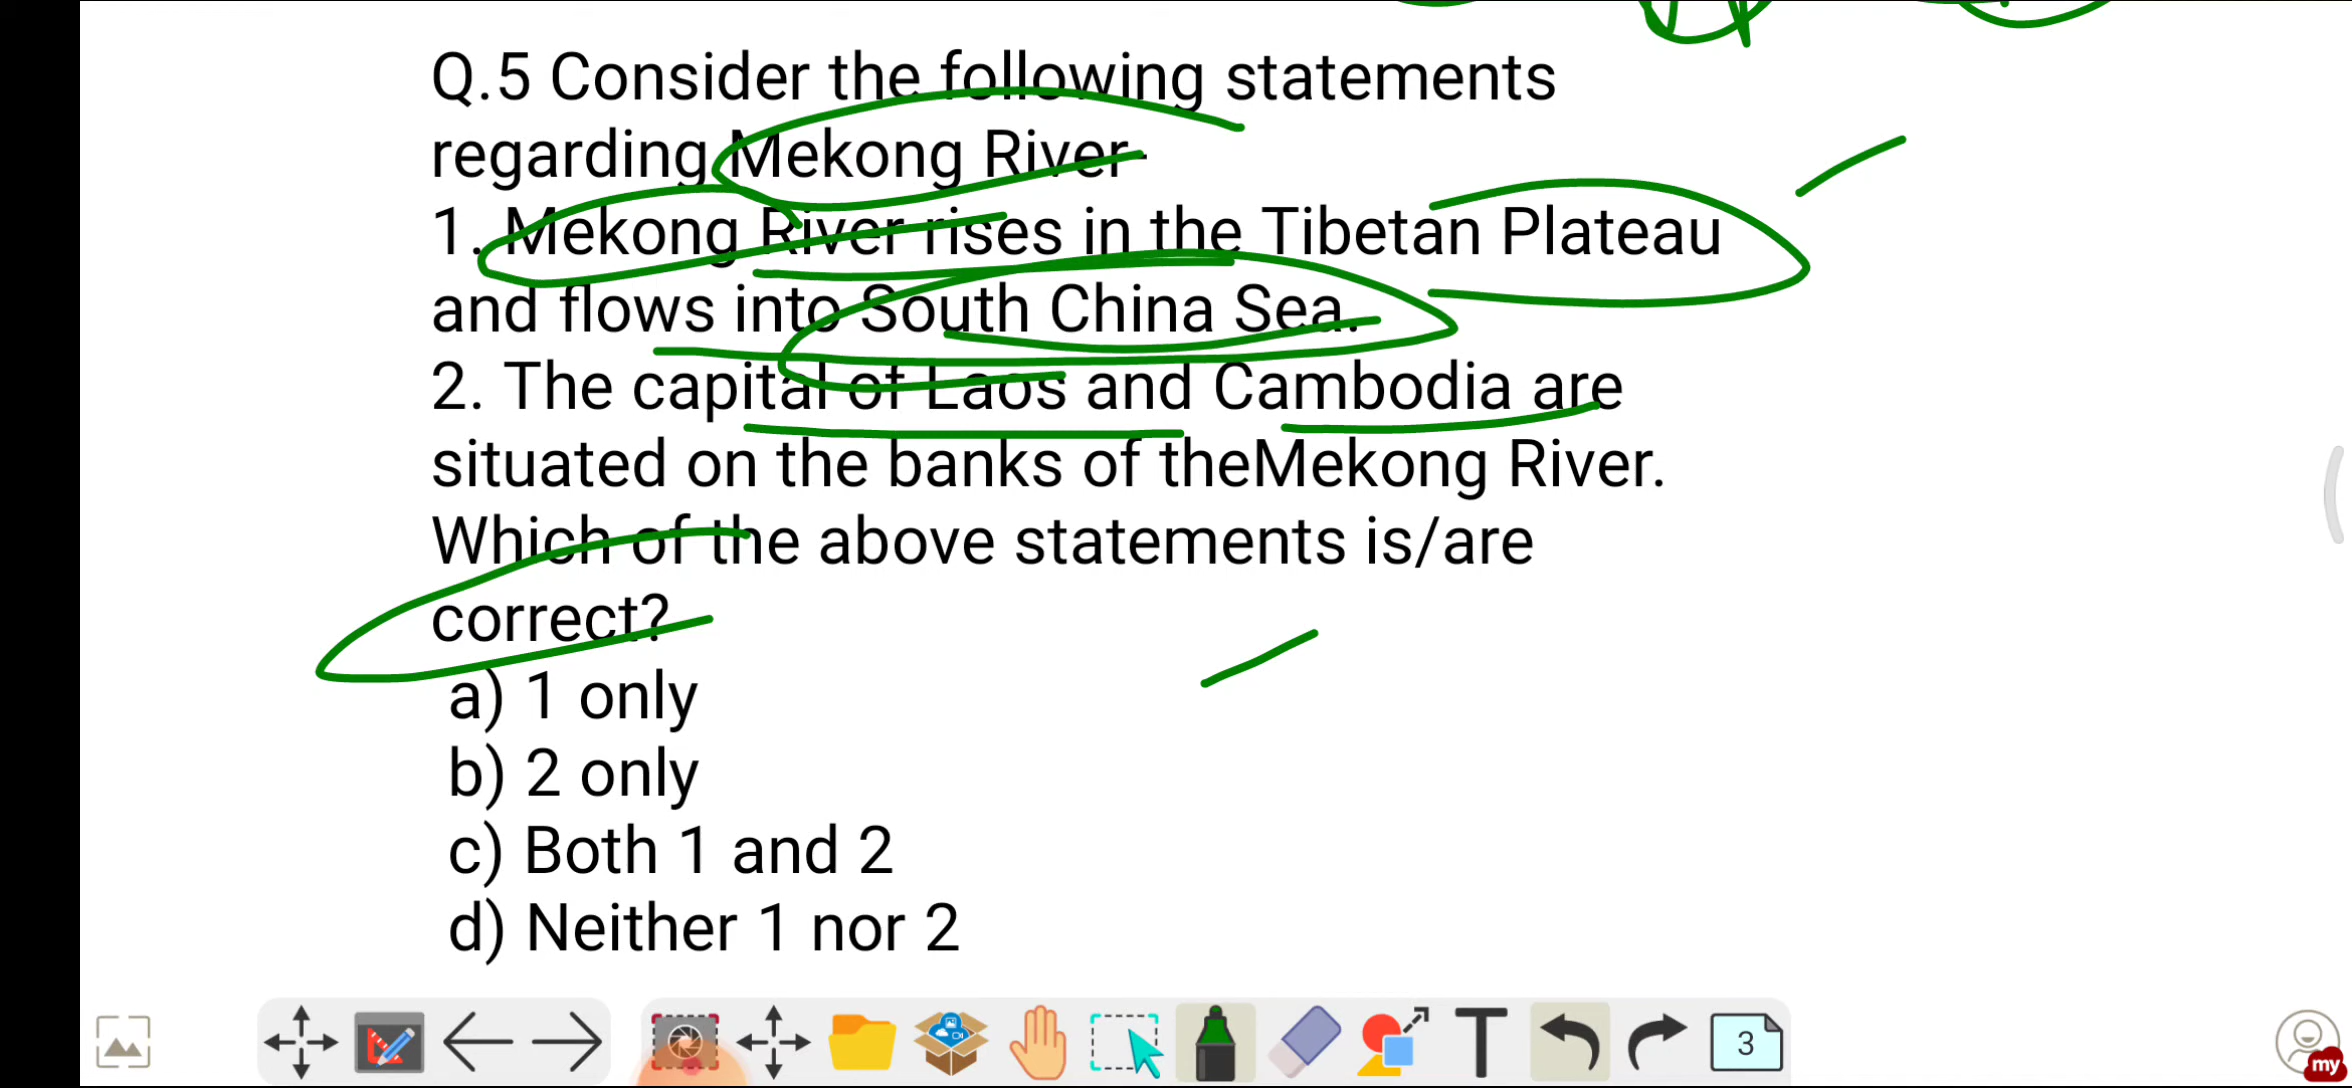 Q.5 Consider the following statements
regarding Mekong River-
1. Mekong River rises in the Tibetan Plateau
and flows into South China Sea.
2. The capital of Laos and Cambodia are
situated on the banks of theMekong River.
Which of the above statements is/are
correct?
a) 1 only
b) 2 only
c) Both 1 and 2
d) Neither 1 nor 2
T
3
my